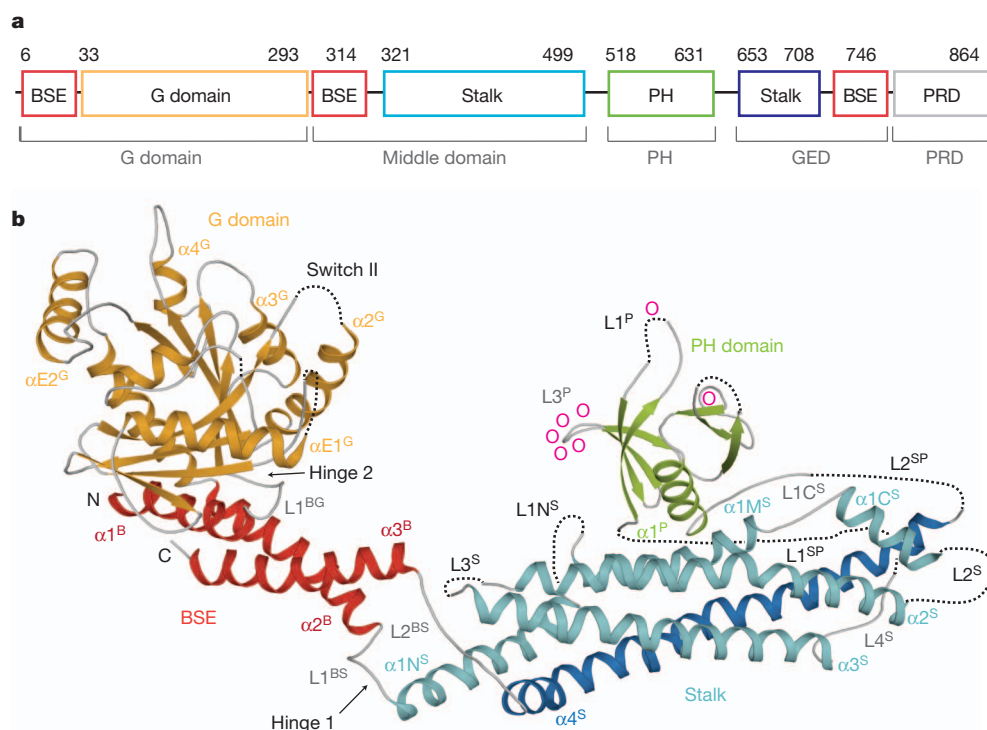 a
6 33 293 314 321 499 518 631 653 708 746 864
BSE G domain BSE Stalk PH Stalk BSE PRD
G domain Middle domain PH GED PRD
b
G domain
α4ᴳ
Switch II
α3ᴳ
α2ᴳ
αE2ᴳ
αE1ᴳ
Hinge 2
N
L1ᴮᴳ
α1ᴮ
C
α3ᴮ
BSE
α2ᴮ
L2ᴮˢ
L1ᴮˢ
α1Nˢ
Hinge 1
O
L1ᴾ
PH domain
L3ᴾ
O
O O
O O
O
L2ˢᴾ
L1Nˢ
α1ᴾ
α1Mˢ
L1Cˢ
α1Cˢ
L3ˢ
L1ˢᴾ
L2ˢ
α2ˢ
L4ˢ
α3ˢ
Stalk
α4ˢ